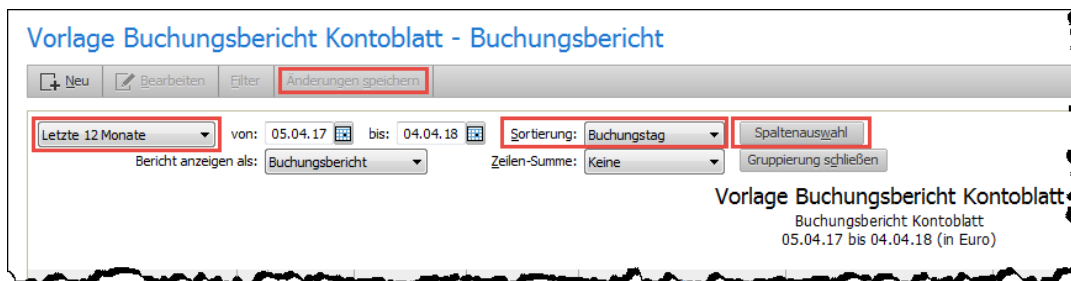 Vorlage Buchungsbericht Kontoblatt - Buchungsbericht
Neu Bearbeiten Filter Änderungen speichern
Letzte 12 Monate von: 05.04.17 bis: 04.04.18 Sortierung: Buchungstag Spaltenauswahl
Bericht anzeigen als: Buchungsbericht Zeilen-Summe: Keine Gruppierung schließen
Vorlage Buchungsbericht Kontoblatt
Buchungsbericht Kontoblatt
05.04.17 bis 04.04.18 (in Euro)